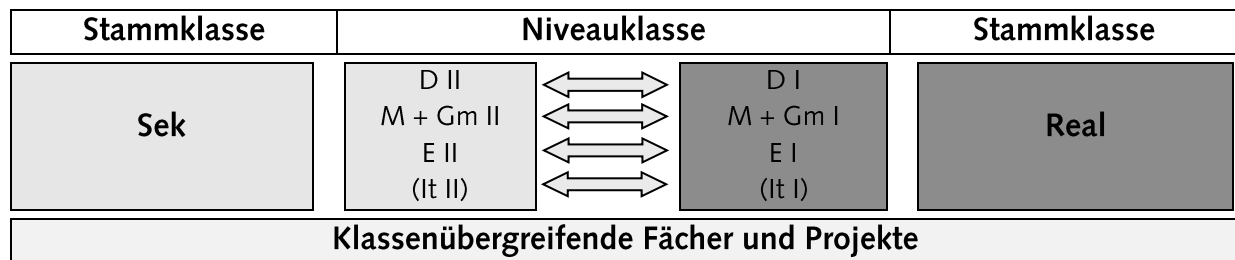 Stammklasse Niveauklasse Stammklasse
Sek
D II
M + Gm II
E II
(It II)
D I
M + Gm I
E I
(It I)
Real
Klassenübergreifende Fächer und Projekte